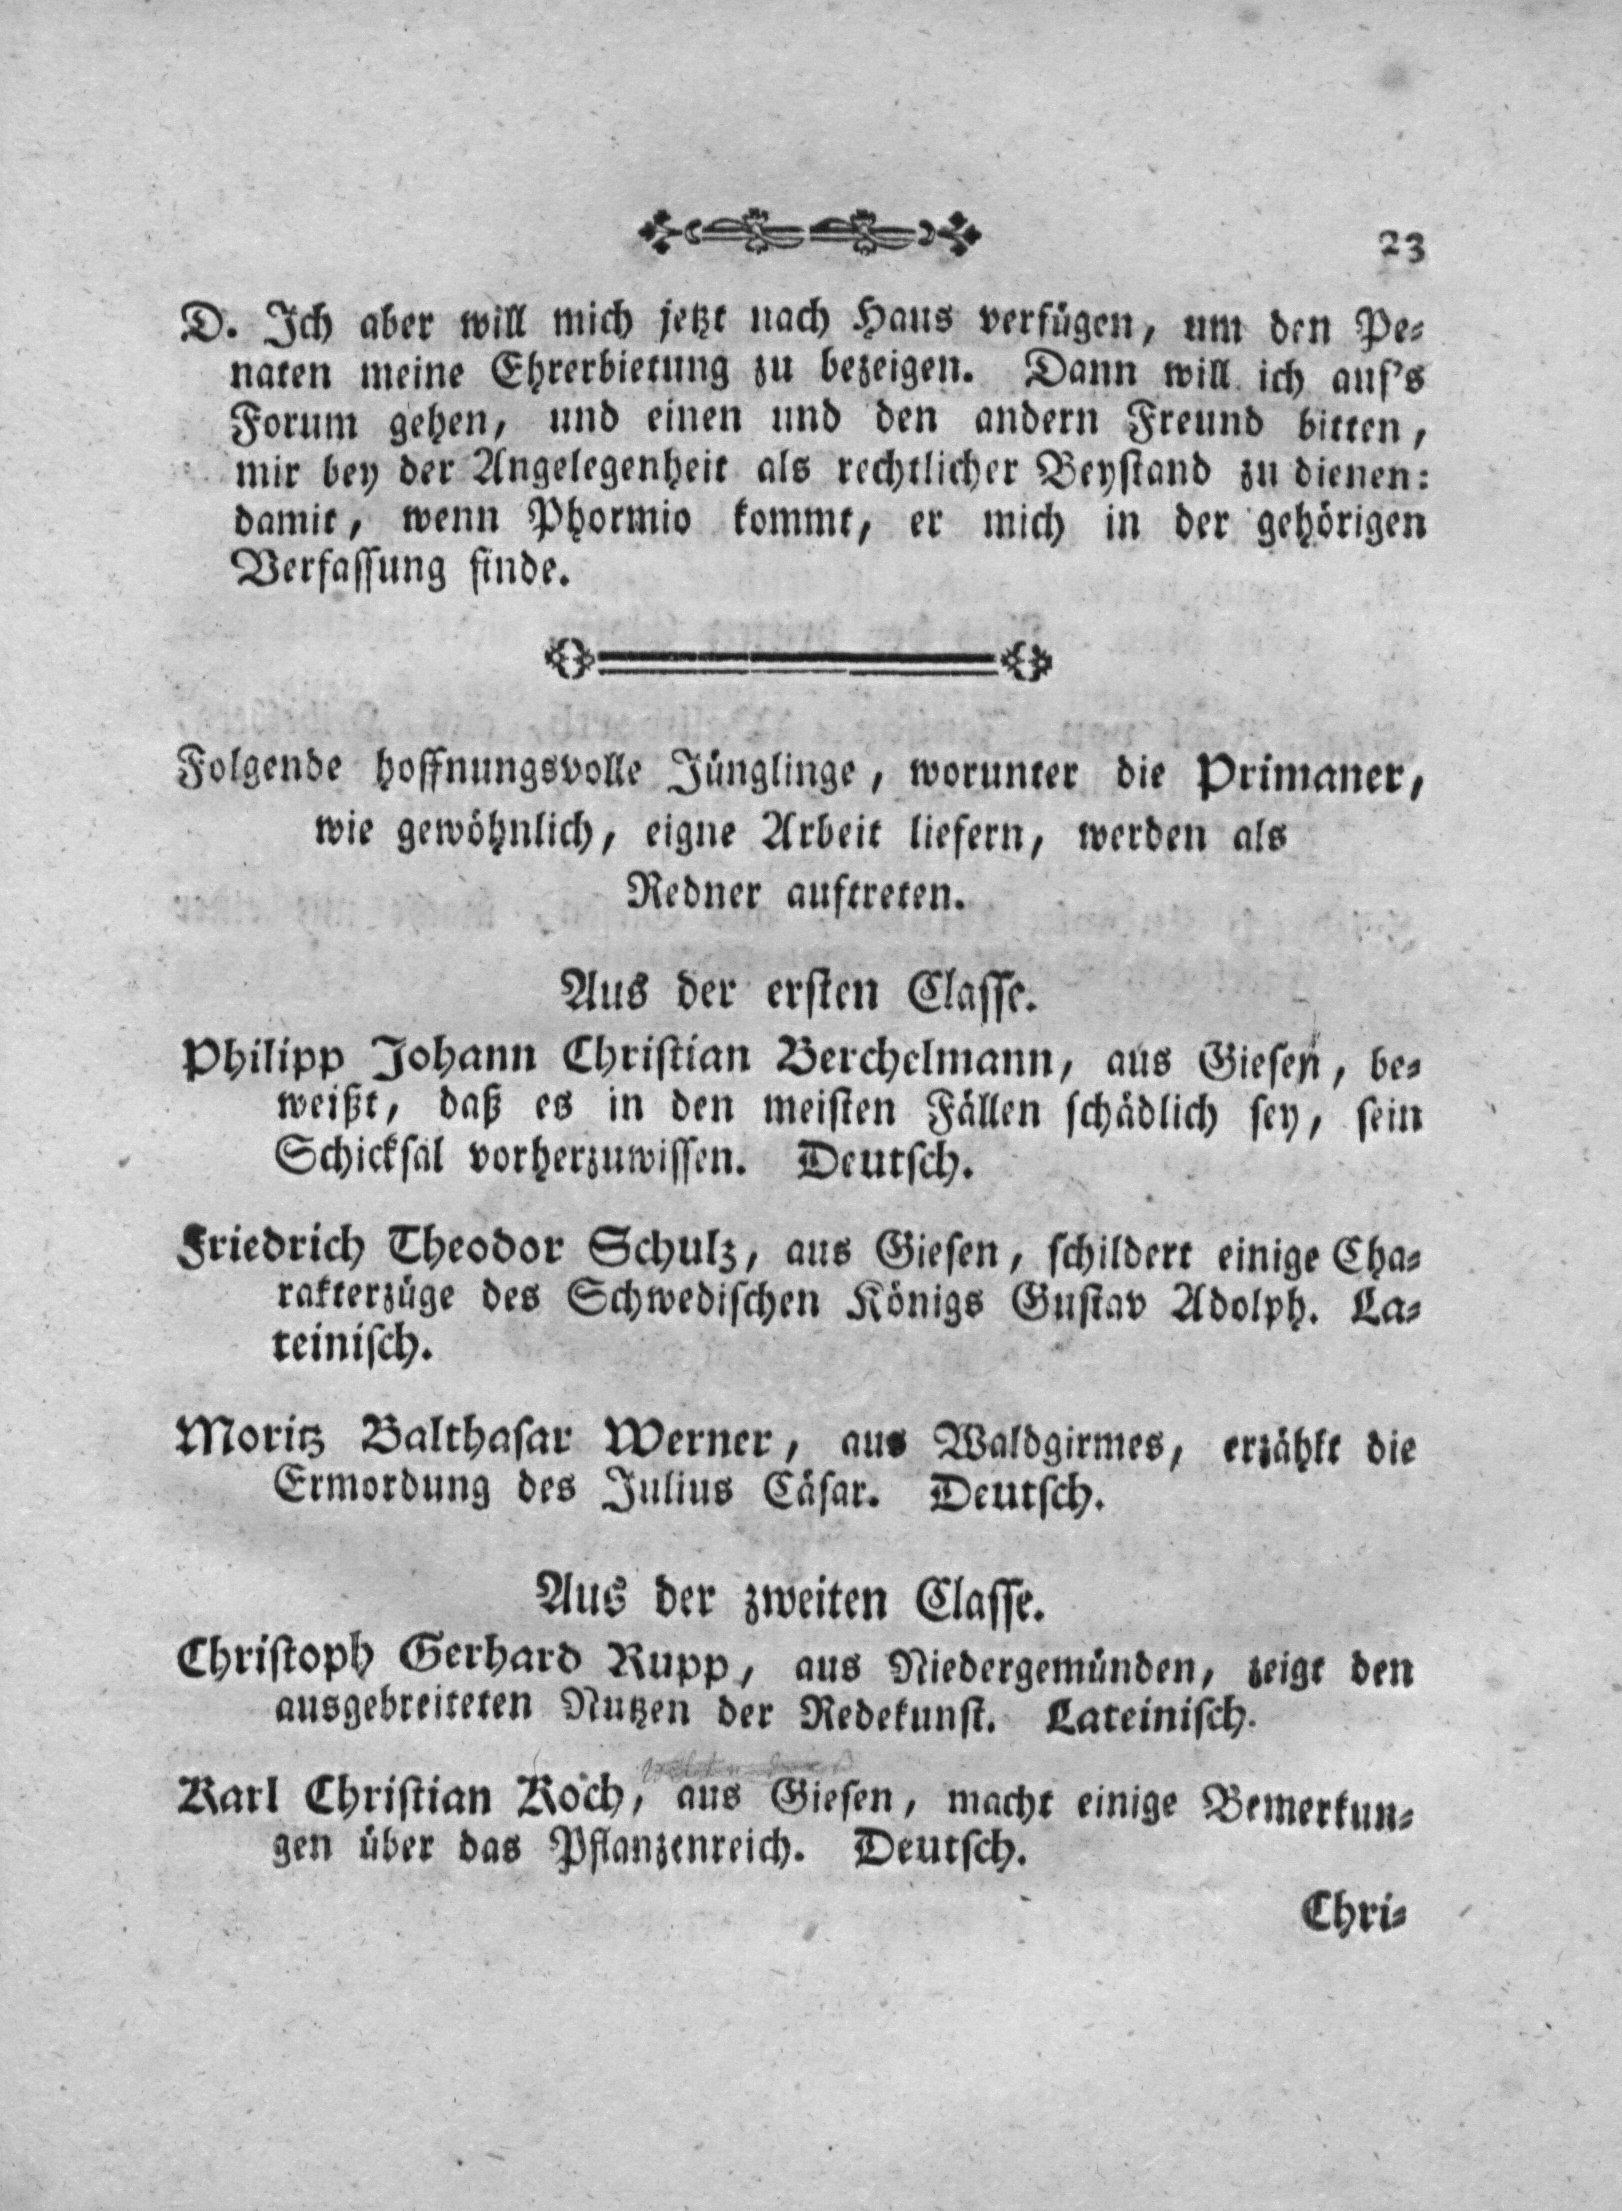 23
D. Ich aber will mich jetzt nach Haus verfügen, um den Pe-
naten meine Ehrerbietung zu bezeigen. Dann will ich auf's
Forum gehen, und einen und den andern Freund bitten,
mir bey der Angelegenheit als rechtlicher Beystand zu dienen:
damit, wenn Phormio kommt, er mich in der gehörigen
Verfassung finde.
Folgende hoffnungsvolle Jünglinge, worunter die Primaner,
wie gewöhnlich, eigne Arbeit liefern, werden als
Redner auftreten.
Aus der ersten Classe.
Philipp Johann Christian Berchelmann, aus Giesen, be-
weißt, daß es in den meisten Fällen schädlich sey, sein
Schicksal vorherzuwissen. Deutsch.
Friedrich Theodor Schulz, aus Giesen, schildert einige Cha-
rakterzüge des Schwedischen Königs Gustav Adolph. La-
teinisch.
Moritz Balthasar Werner, aus Waldgirmes, erzählt die
Ermordung des Julius Cäsar. Deutsch.
Aus der zweiten Classe.
Christoph Gerhard Rupp, aus Niedergemünden, zeigt den
ausgebreiteten Nutzen der Redekunst. Lateinisch.
Karl Christian Koch, aus Giesen, macht einige Bemerkun-
gen über das Pflanzenreich. Deutsch.
Chri-